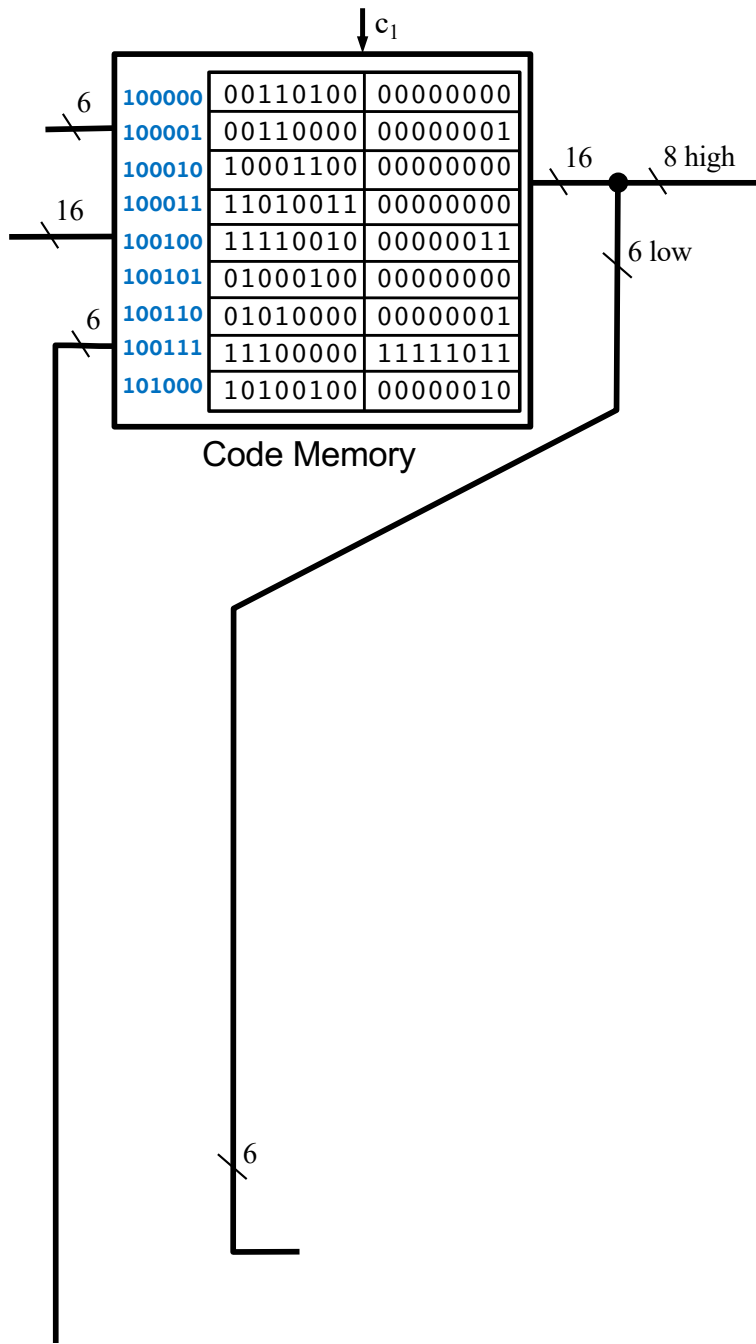 c1
6
100000 00110100 00000000
100001 00110000 00000001
16 8 high
100010 10001100 00000000
16
100011 11010011 00000000
6 low
100100 11110010 00000011
100101 01000100 00000000
6
100110 01010000 00000001
100111 11100000 11111011
101000 10100100 00000010
Code Memory
6